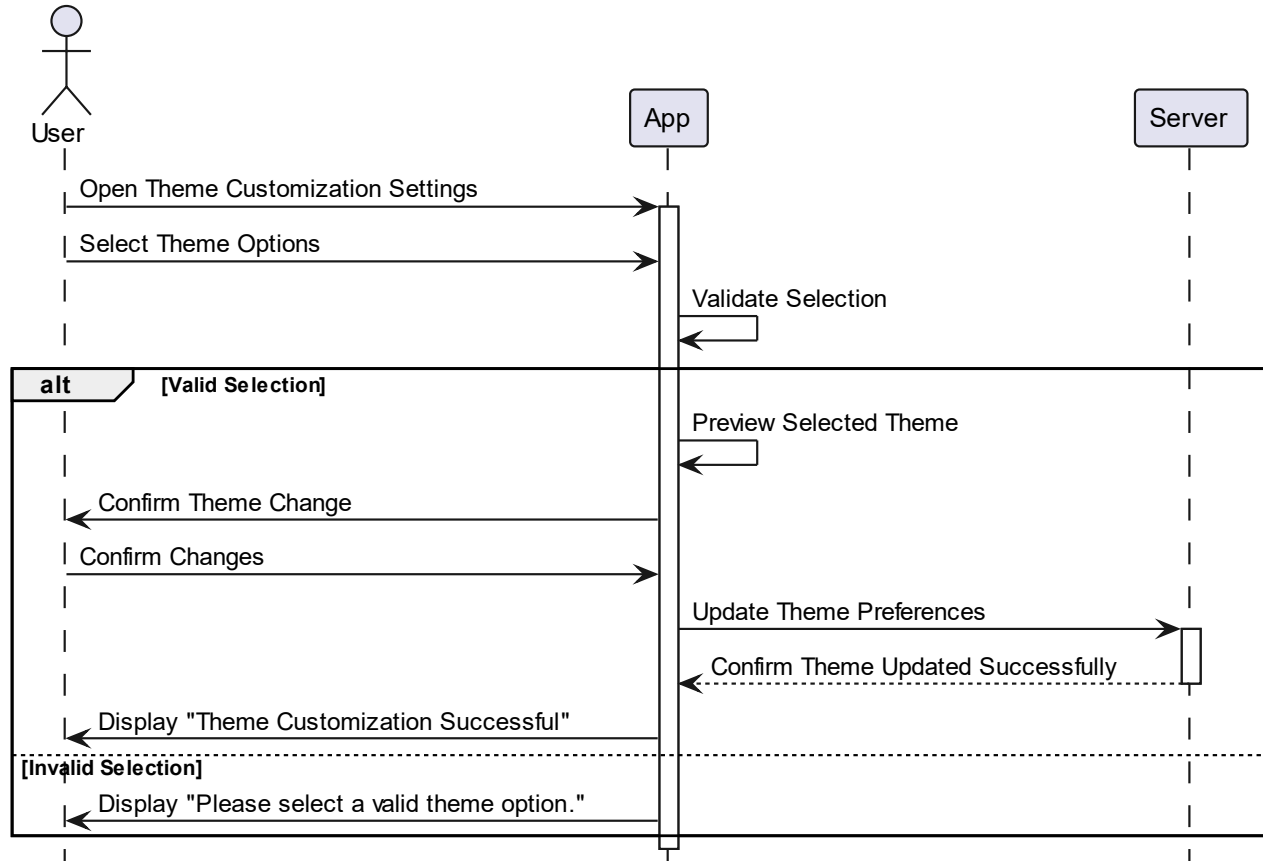 User
App
Server
Open Theme Customization Settings
Select Theme Options
Validate Selection
alt
[Valid Selection]
Preview Selected Theme
Confirm Theme Change
Confirm Changes
Update Theme Preferences
Confirm Theme Updated Successfully
Display "Theme Customization Successful"
[Invalid Selection]
Display "Please select a valid theme option."